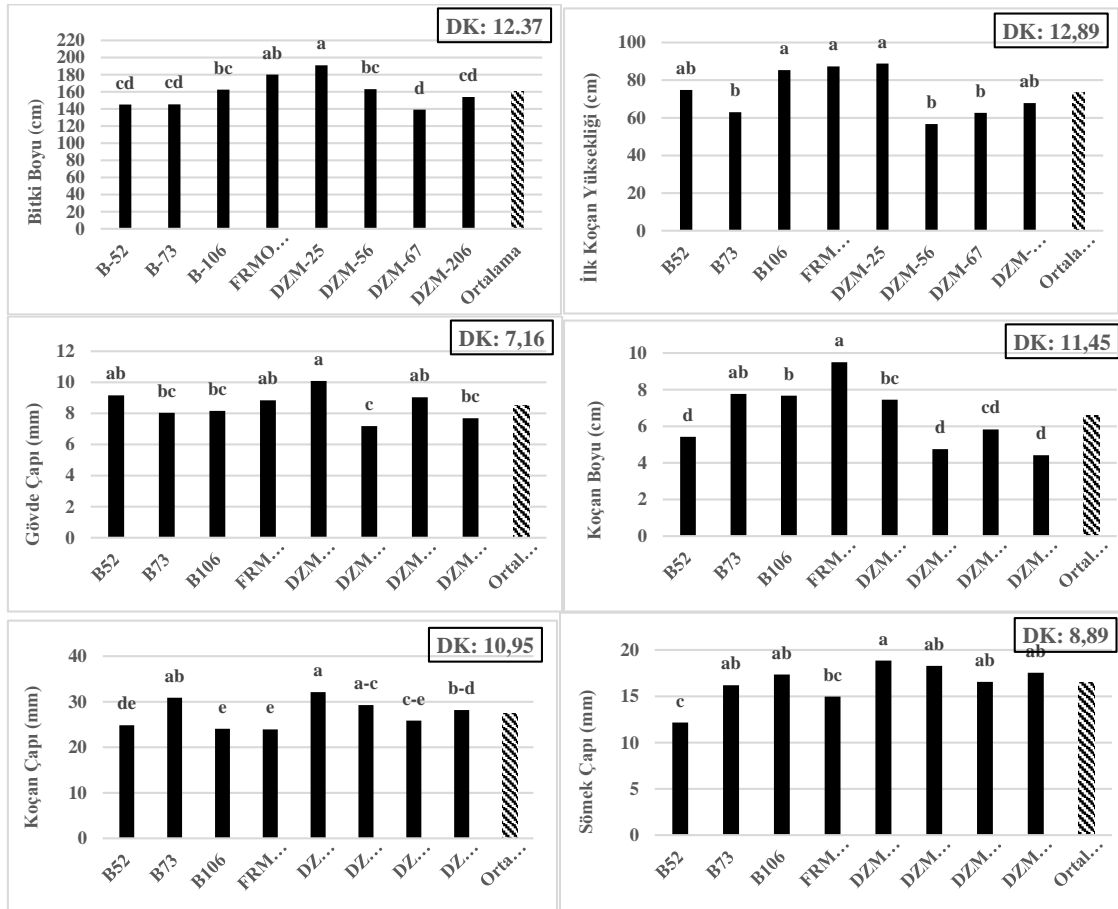 DK: 12.37
Bitki Boyu (cm)
220
200
180
160
140
120
100
80
60
40
20
0
cd
cd
bc
ab
a
bc
d
cd
B-52
B-73
B-106
FRMO…
DZM-25
DZM-56
DZM-67
DZM-206
Ortalama
DK: 12,89
İlk Koçan Yüksekliği (cm)
100
80
60
40
20
0
ab
b
a
a
a
b
b
ab
B52
B73
B106
FRM…
DZM-25
DZM-56
DZM-67
DZM-…
Ortala…
DK: 7,16
Gövde Çapı (mm)
12
10
8
6
4
2
0
ab
bc
bc
ab
a
c
ab
bc
B52
B73
B106
FRM…
DZM…
DZM…
DZM…
DZM…
Ortal…
DK: 11,45
Koçan Boyu (cm)
10
8
6
4
2
0
d
ab
b
a
bc
d
cd
d
B52
B73
B106
FRM…
DZM…
DZM…
DZM…
DZM…
Ortal…
DK: 10,95
Koçan Çapı (mm)
40
30
20
10
0
de
ab
e
e
a
a-c
c-e
b-d
B52
B73
B106
FRM…
DZ…
DZ…
DZ…
DZ…
Orta…
DK: 8,89
Sömek Çapı (mm)
20
15
10
5
0
c
ab
ab
bc
a
ab
ab
ab
B52
B73
B106
FRM…
DZM…
DZM…
DZM…
DZM…
Ortal…